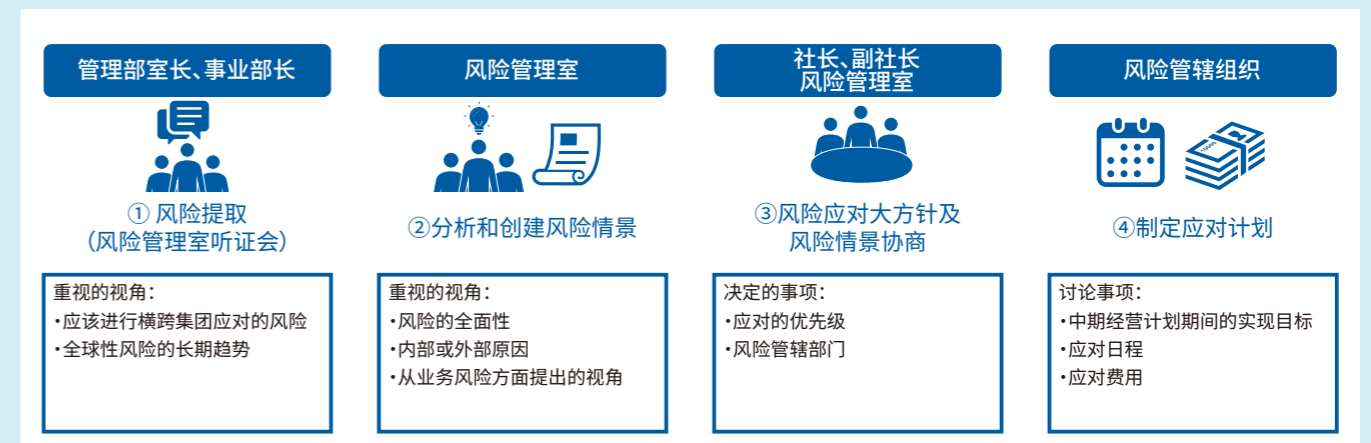 管理部室长、事业部长
① 风险提取
（风险管理室听证会）
重视的视角：
・应该进行横跨集团应对的风险
・全球性风险的长期趋势
风险管理室
②分析和创建风险情景
重视的视角：
・风险的全面性
・内部或外部原因
・从业务风险方面提出的视角
社长、副社长
风险管理室
③风险应对大方针及
风险情景协商
决定的事项：
・应对的优先级
・风险管辖部门
风险管辖组织
④制定应对计划
讨论事项：
・中期经营计划期间的实现目标
・应对日程
・应对费用